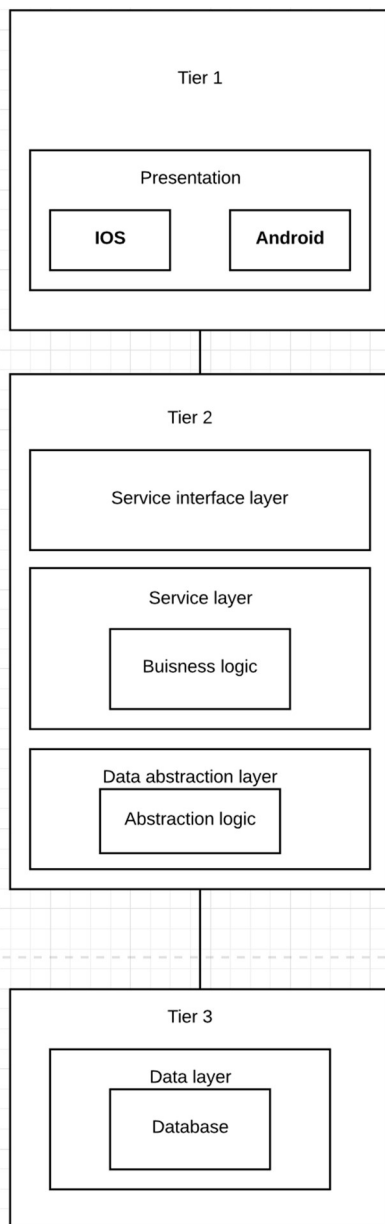 Tier 1
Presentation
IOS
Android
Tier 2
Service interface layer
Service layer
Buisness logic
Data abstraction layer
Abstraction logic
Tier 3
Data layer
Database